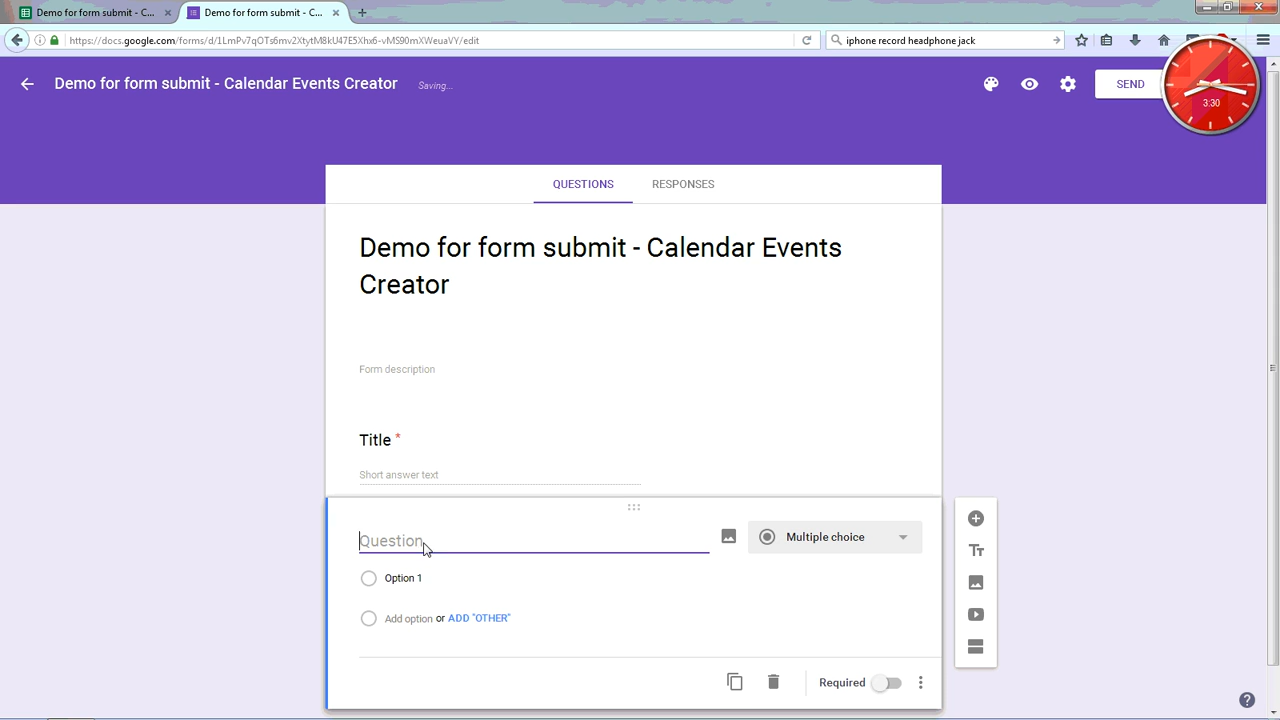 Demo for form submit - C...
Demo for form submit - C...
https://docs.google.com/forms/d/1LmPv7qOTs6mv2XtytM8kU47E5Xhx6-vMS90mXWeuaVY/edit
iphone record headphone jack
Demo for form submit - Calendar Events Creator
Saving...
SEND
3:30
QUESTIONS
RESPONSES
Demo for form submit - Calendar Events
Creator
Form description
Title *
Short answer text
Question
Multiple choice
Option 1
Add option or ADD "OTHER"
Required